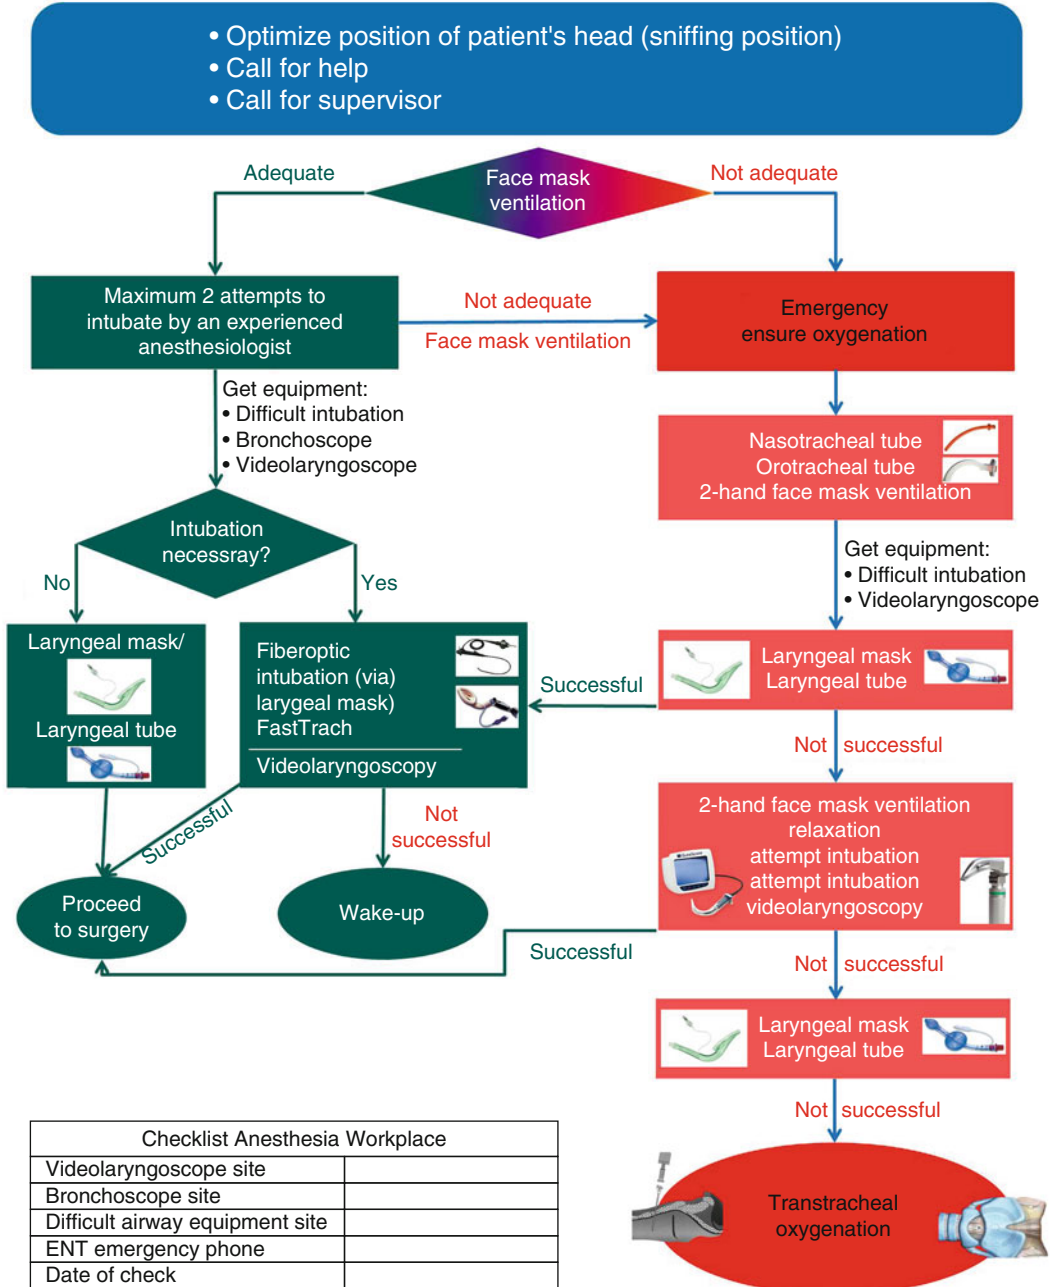 • Optimize position of patient's head (sniffing position)
• Call for help
• Call for supervisor
Adequate
Face mask
ventilation
Not adequate
Maximum 2 attempts to
intubate by an experienced
anesthesiologist
Not adequate
Face mask ventilation
Emergency
ensure oxygenation
Get equipment:
• Difficult intubation
• Bronchoscope
• Videolaryngoscope
Nasotracheal tube
Orotracheal tube
2-hand face mask ventilation
Intubation
necessray?
Get equipment:
• Difficult intubation
• Videolaryngoscope
No
Yes
Laryngeal mask/
Laryngeal tube
Fiberoptic
intubation (via)
larygeal mask)
FastTrach
Videolaryngoscopy
Successful
Laryngeal mask
Laryngeal tube
Not successful
Successful
Not
successful
2-hand face mask ventilation
relaxation
attempt intubation
attempt intubation
videolaryngoscopy
Proceed
to surgery
Wake-up
Successful
Not successful
Laryngeal mask
Laryngeal tube
Not successful
Transtracheal
oxygenation
Checklist Anesthesia Workplace
Videolaryngoscope site
Bronchoscope site
Difficult airway equipment site
ENT emergency phone
Date of check